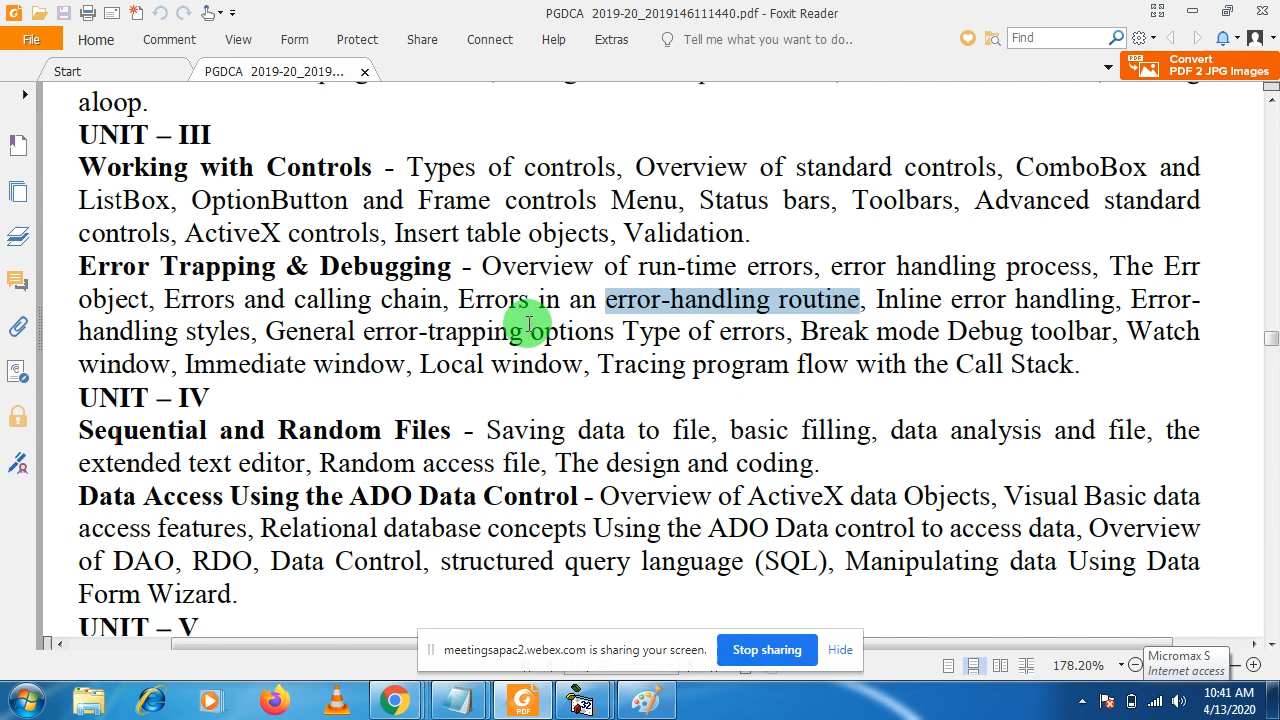 PGDCA 2019-20_2019146111440.pdf - Foxit Reader
File Home Comment View Form Protect Share Connect Help Extras Tell me what you want to do.. Find
Start PGDCA 2019-20_2019... Convert
PDF 2 JPG Images
aloop.
UNIT – III
Working with Controls - Types of controls, Overview of standard controls, ComboBox and
ListBox, OptionButton and Frame controls Menu, Status bars, Toolbars, Advanced standard
controls, ActiveX controls, Insert table objects, Validation.
Error Trapping & Debugging - Overview of run-time errors, error handling process, The Err
object, Errors and calling chain, Errors in an error-handling routine, Inline error handling, Error-
handling styles, General error-trapping options Type of errors, Break mode Debug toolbar, Watch
window, Immediate window, Local window, Tracing program flow with the Call Stack.
UNIT – IV
Sequential and Random Files - Saving data to file, basic filling, data analysis and file, the
extended text editor, Random access file, The design and coding.
Data Access Using the ADO Data Control - Overview of ActiveX data Objects, Visual Basic data
access features, Relational database concepts Using the ADO Data control to access data, Overview
of DAO, RDO, Data Control, structured query language (SQL), Manipulating data Using Data
Form Wizard.
UNIT – V
meetingsapac2.webex.com is sharing your screen. Stop sharing Hide
178.20%
Micromax S
Internet access
PDF
32
10:41 AM
4/13/2020